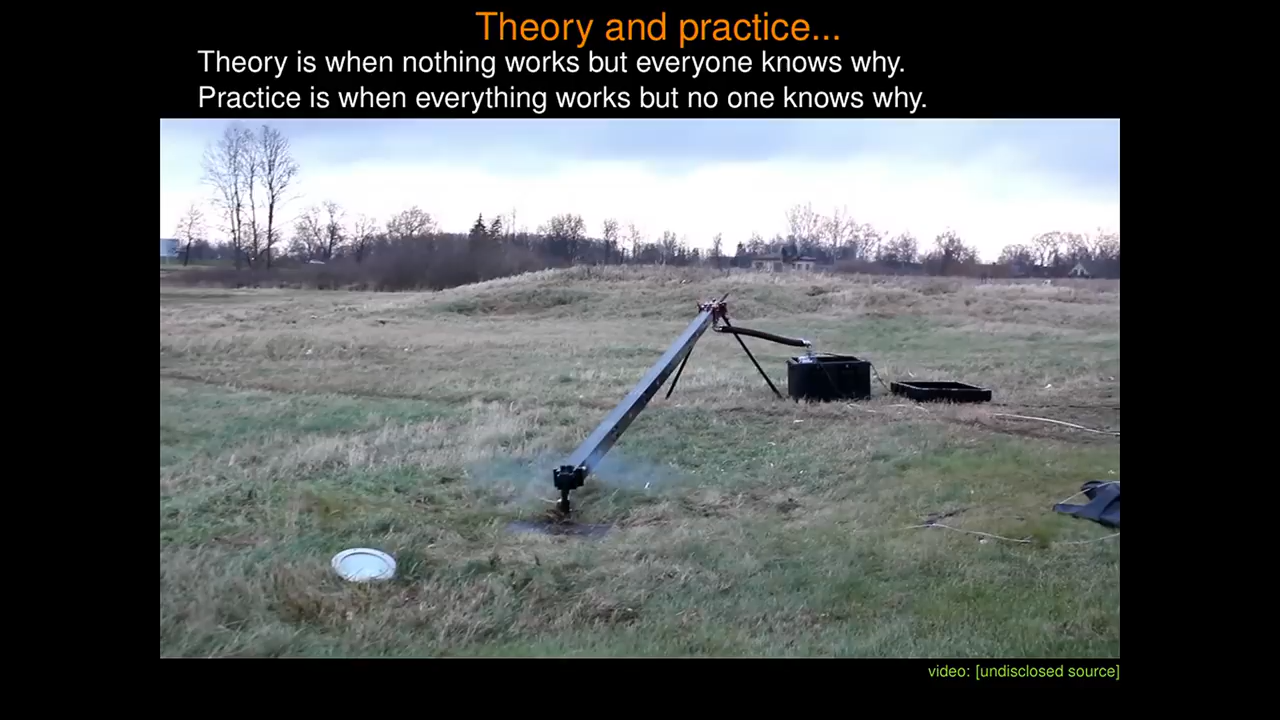 Theory and practice...
Theory is when nothing works but everyone knows why.
Practice is when everything works but no one knows why.
video: [undisclosed source]